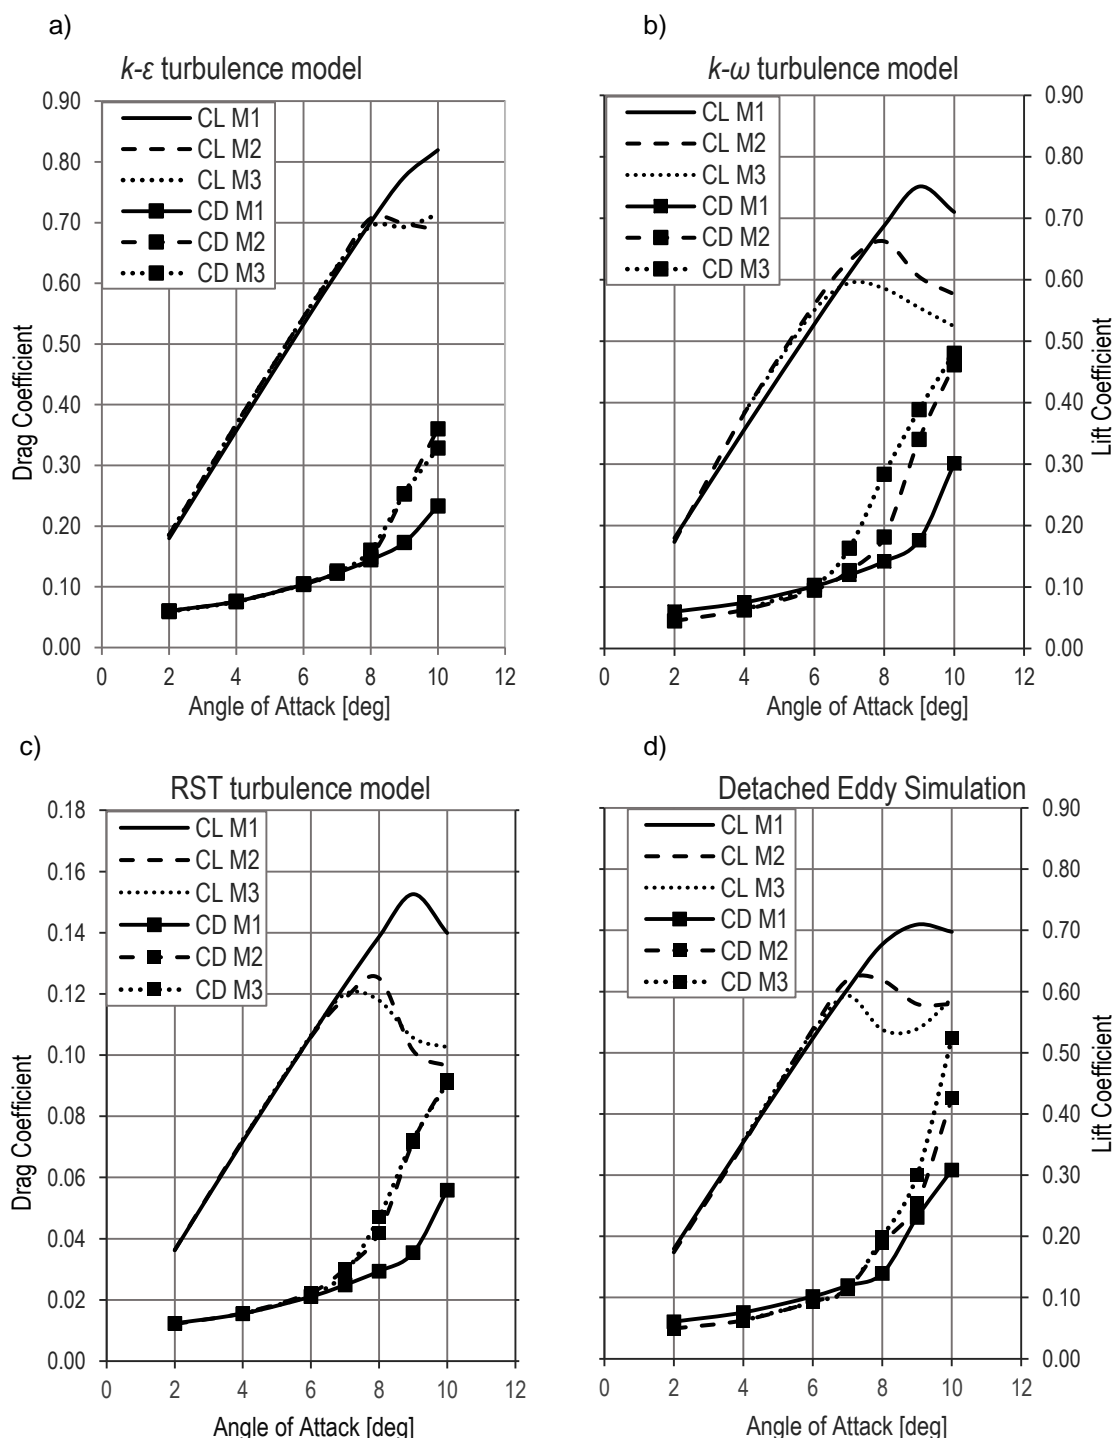 a)
k-ε turbulence model
0.90
0.80
0.70
0.60
0.50
0.40
0.30
0.20
0.10
0.00
Drag Coefficient
CL M1
CL M2
CL M3
CD M1
CD M2
CD M3
0 2 4 6 8 10 12
Angle of Attack [deg]
b)
k-ω turbulence model
CL M1
CL M2
CL M3
CD M1
CD M2
CD M3
0.90
0.80
0.70
0.60
0.50
0.40
0.30
0.20
0.10
0.00
Lift Coefficient
0 2 4 6 8 10 12
Angle of Attack [deg]
c)
RST turbulence model
0.18
0.16
0.14
0.12
0.10
0.08
0.06
0.04
0.02
0.00
Drag Coefficient
CL M1
CL M2
CL M3
CD M1
CD M2
CD M3
0 2 4 6 8 10 12
Angle of Attack [deg]
d)
Detached Eddy Simulation
CL M1
CL M2
CL M3
CD M1
CD M2
CD M3
0.90
0.80
0.70
0.60
0.50
0.40
0.30
0.20
0.10
0.00
Lift Coefficient
0 2 4 6 8 10 12
Angle of Attack [deg]